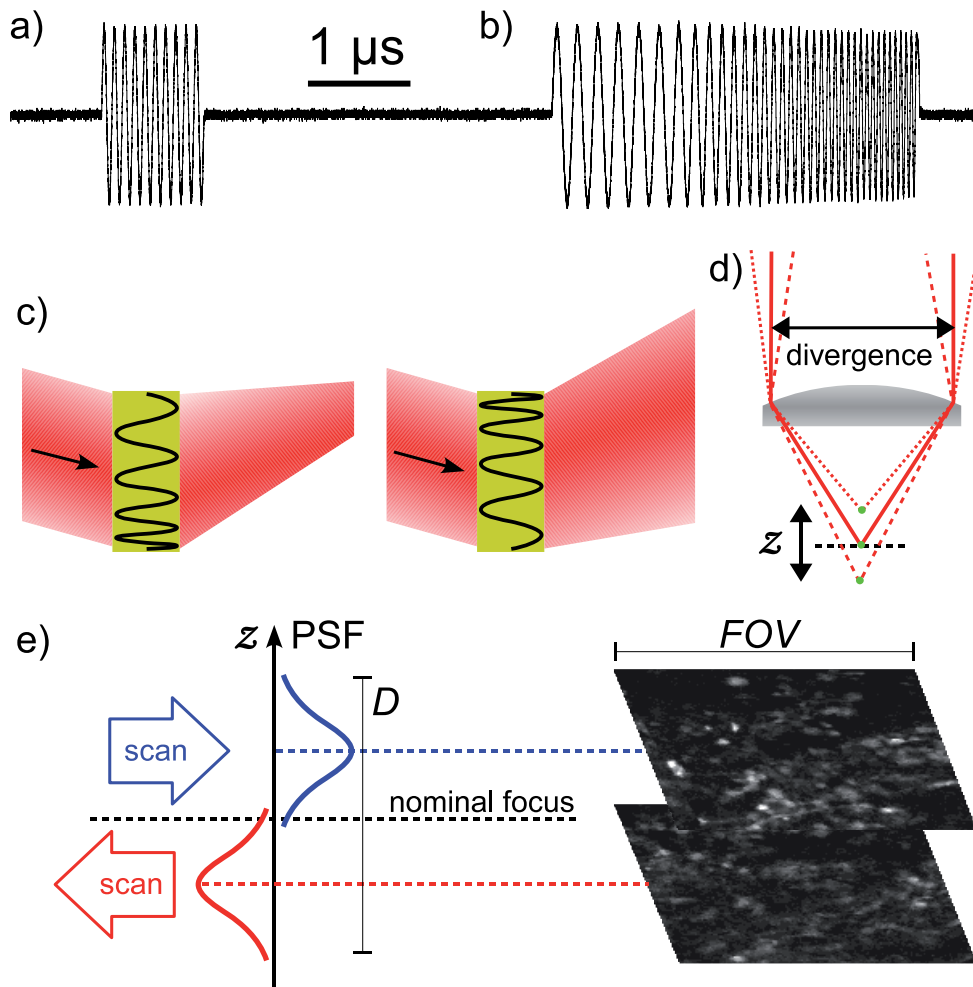 a)
1 µs
b)
c)
d)
divergence
z
e)
z PSF
FOV
D
scan
nominal focus
scan